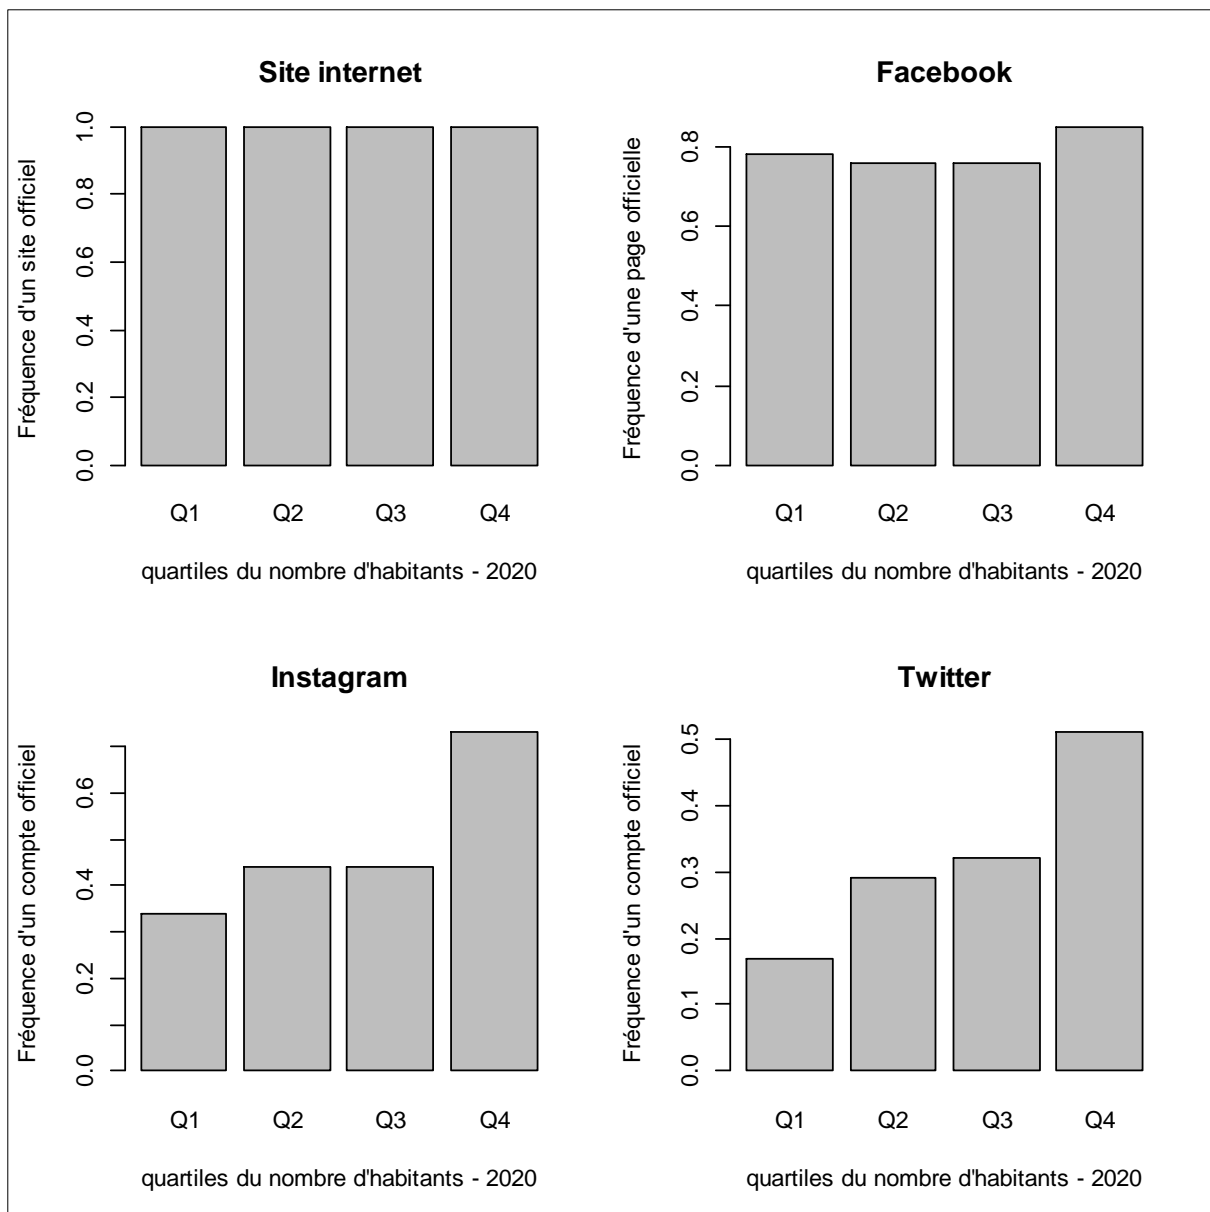 Site internet
Fréquence d'un site officiel
1.0
0.8
0.6
0.4
0.2
0.0
Q1 Q2 Q3 Q4
quartiles du nombre d'habitants - 2020
Facebook
Fréquence d'une page officielle
0.8
0.6
0.4
0.2
0.0
Q1 Q2 Q3 Q4
quartiles du nombre d'habitants - 2020
Instagram
Fréquence d'un compte officiel
0.6
0.4
0.2
0.0
Q1 Q2 Q3 Q4
quartiles du nombre d'habitants - 2020
Twitter
Fréquence d'un compte officiel
0.5
0.4
0.3
0.2
0.1
0.0
Q1 Q2 Q3 Q4
quartiles du nombre d'habitants - 2020